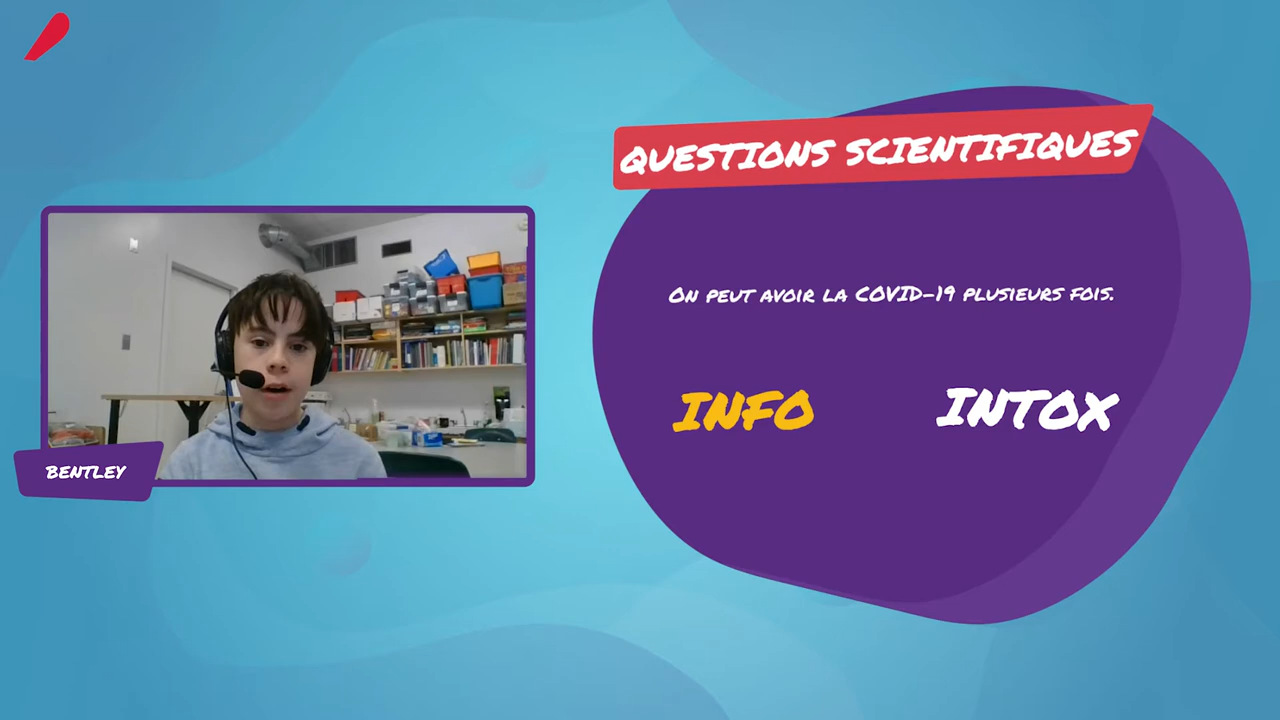 QUESTIONS SCIENTIFIQUES
ON PEUT AVOIR LA COVID-19 PLUSIEURS FOIS.
INFO INTOX
BENTLEY